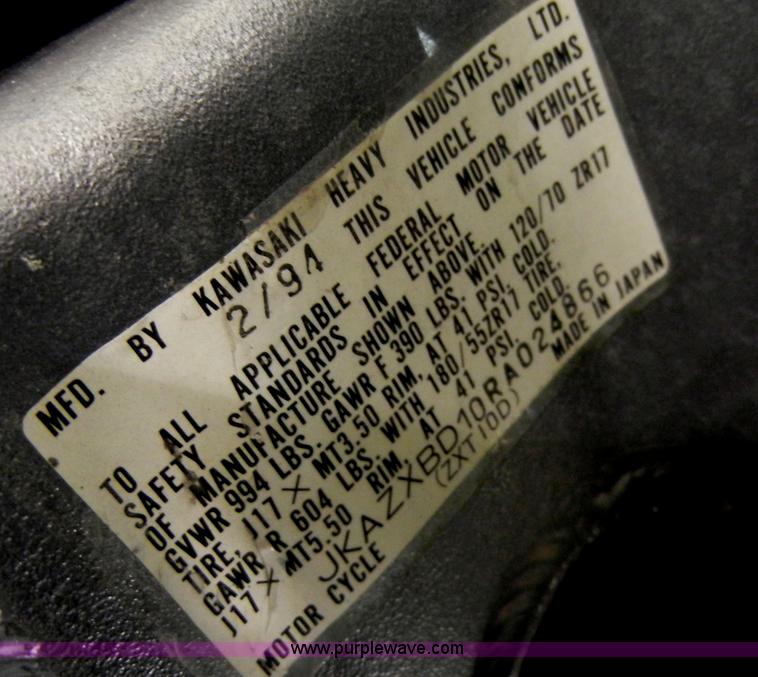 MFD. BY KAWASAKI HEAVY INDUSTRIES, LTD.
2/94 THIS VEHICLE CONFORMS
TO ALL APPLICABLE FEDERAL MOTOR VEHICLE
SAFETY STANDARDS IN EFFECT ON THE DATE
OF MANUFACTURE SHOWN ABOVE.
GVWR 994 LBS. GAWR F 390 LBS. WITH 120/70 ZR17
TIRE, J17 × MT3.50 RIM, AT 41 PSI, COLD.
GAWR R 604 LBS. WITH 180/55ZR17 TIRE.
J17 × MT5.50 RIM, AT 41 PSI. COLD.
JKAZXBD10RA024866
MOTOR CYCLE (ZXT10D) MADE IN JAPAN
www.purplewave.com